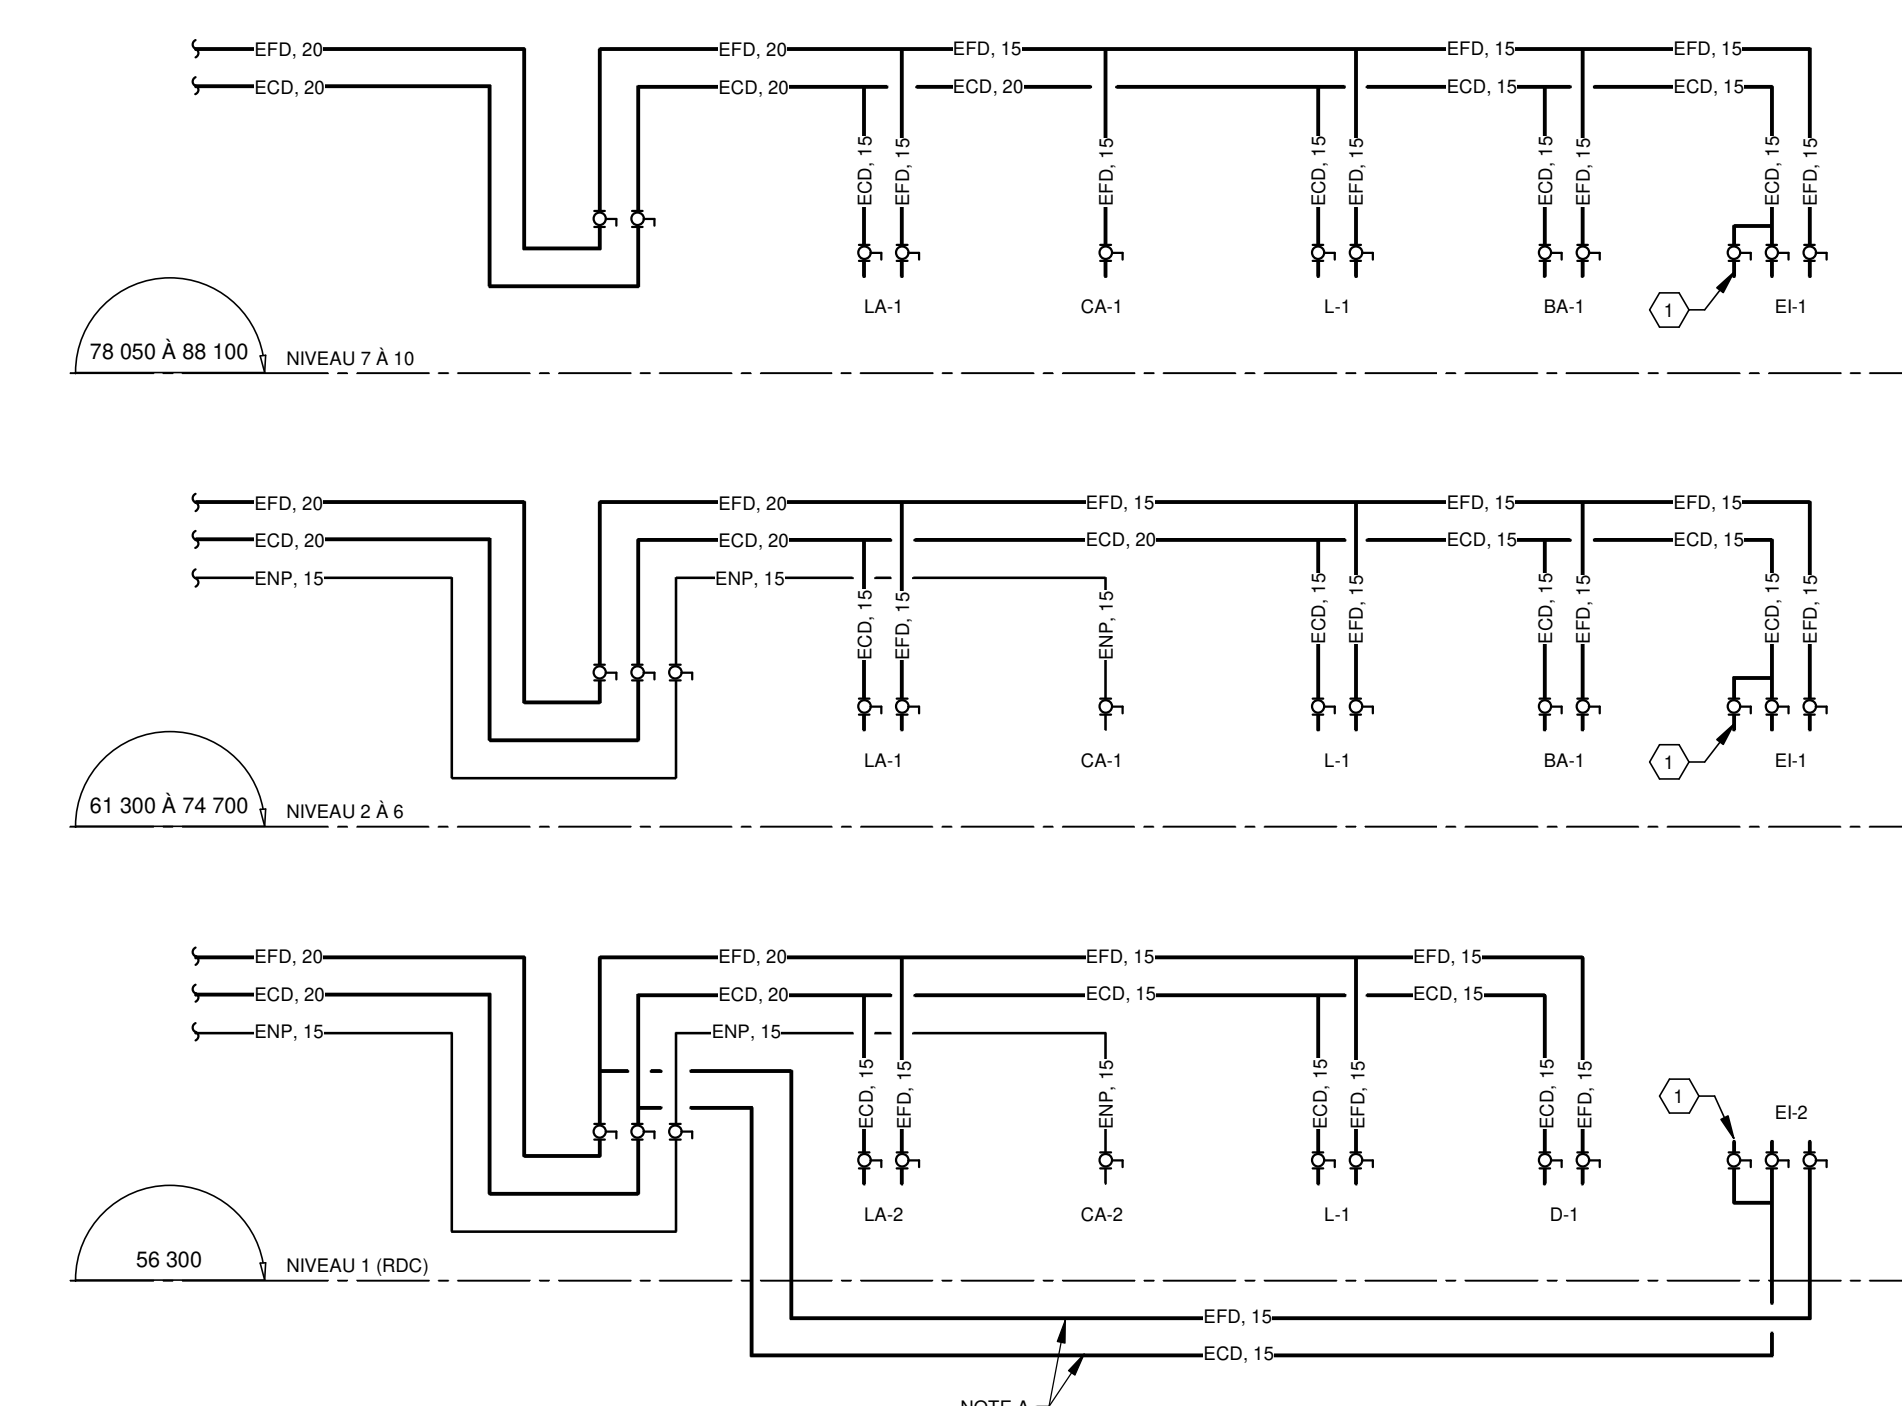 EFD, 20 EFD, 20 EFD, 15 EFD, 15 EFD, 15
ECD, 20 ECD, 20 ECD, 20 ECD, 15 ECD, 15
ECD, 15 EFD, 15 EFD, 15 ECD, 15 EFD, 15 ECD, 15 EFD, 15 ECD, 15 EFD, 15
LA-1 CA-1 L-1 BA-1 1 EI-1
78 050 À 88 100 NIVEAU 7 À 10
EFD, 20 EFD, 20 EFD, 15 EFD, 15 EFD, 15
ECD, 20 ECD, 20 ECD, 20 ECD, 15 ECD, 15
ENP, 15 ENP, 15
ECD, 15 EFD, 15 ENP, 15 ECD, 15 EFD, 15 ECD, 15 EFD, 15 ECD, 15 EFD, 15
LA-1 CA-1 L-1 BA-1 1 EI-1
61 300 À 74 700 NIVEAU 2 À 6
EFD, 20 EFD, 20 EFD, 15 EFD, 15
ECD, 20 ECD, 20 ECD, 15 ECD, 15
ENP, 15 ENP, 15
ECD, 15 EFD, 15 ENP, 15 ECD, 15 EFD, 15 ECD, 15 EFD, 15
1 EI-2
LA-2 CA-2 L-1 D-1
56 300 NIVEAU 1 (RDC)
EFD, 15
ECD, 15
NOTE A